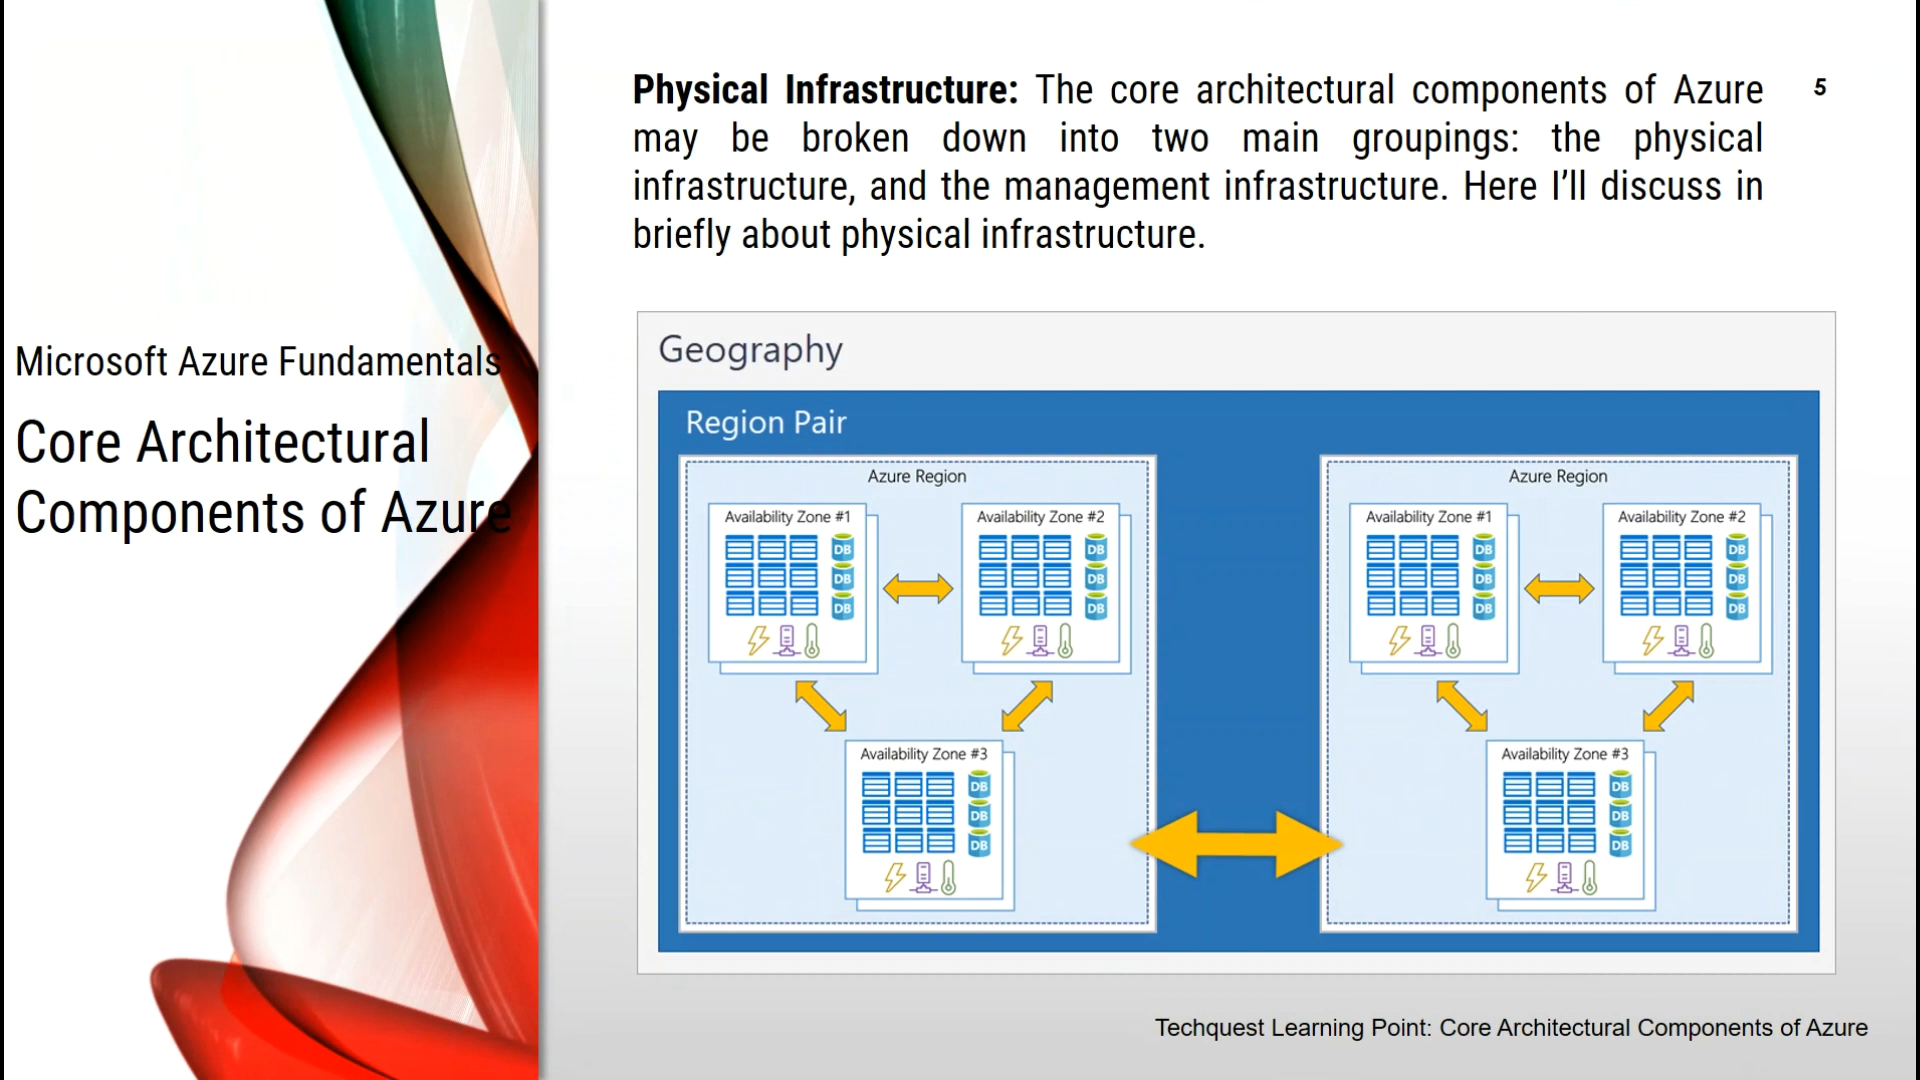 Microsoft Azure Fundamentals
Core Architectural
Components of Azure
Physical Infrastructure: The core architectural components of Azure
may be broken down into two main groupings: the physical
infrastructure, and the management infrastructure. Here I'll discuss in
briefly about physical infrastructure.
5
Geography
Region Pair
Azure Region
Availability Zone #1
DB
DB
DB
Availability Zone #2
DB
DB
DB
Availability Zone #3
DB
DB
DB
Azure Region
Availability Zone #1
DB
DB
DB
Availability Zone #2
DB
DB
DB
Availability Zone #3
DB
DB
DB
Techquest Learning Point: Core Architectural Components of Azure